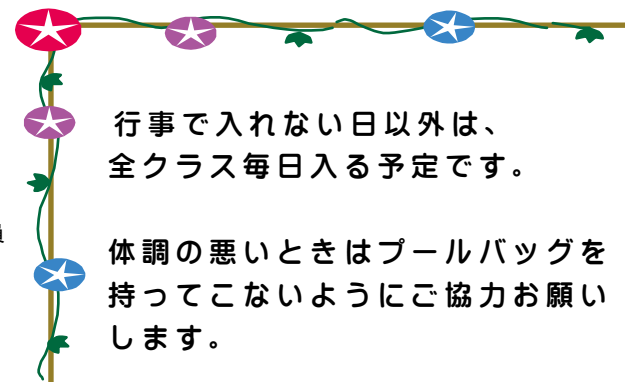 行事で入れない日以外は、
全クラス毎日入る予定です。
体調の悪いときはプールバッグを
持ってこないようにご協力お願い
します。